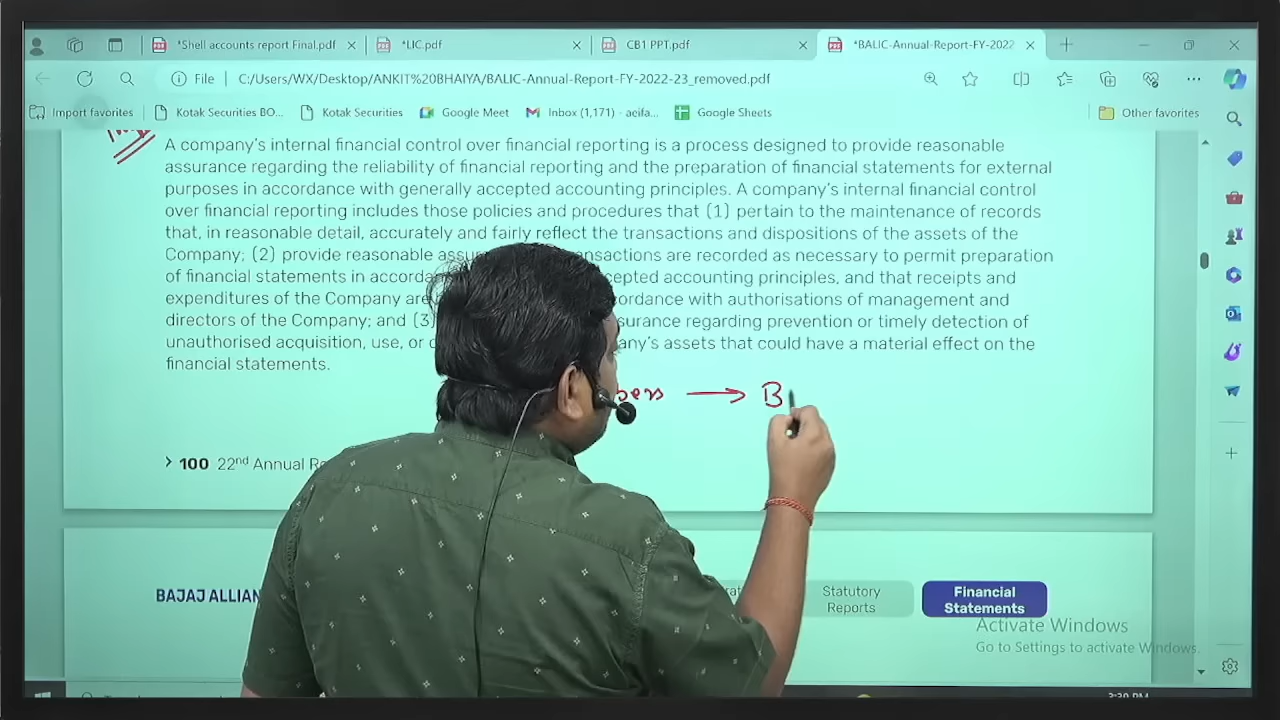 *Shell accounts report Final.pdf
*LIC.pdf
CB1 PPT.pdf
*BALIC-Annual-Report-FY-2022
File C:/Users/WX/Desktop/ANKIT%20BHAIYA/BALIC-Annual-Report-FY-2022-23_removed.pdf
Import favorites Kotak Securities BO... Kotak Securities Google Meet Inbox (1,171) - acifa... Google Sheets Other favorites
A company's internal financial control over financial reporting is a process designed to provide reasonable
assurance regarding the reliability of financial reporting and the preparation of financial statements for external
purposes in accordance with generally accepted accounting principles. A company's internal financial control
over financial reporting includes those policies and procedures that (1) pertain to the maintenance of records
that, in reasonable detail, accurately and fairly reflect the transactions and dispositions of the assets of the
Company; (2) provide reasonable are recorded as necessary to permit preparation
of financial statements in accounting principles, and that receipts and
expenditures of the Company are with authorisations of management and
directors of the Company; and (3) regarding prevention or timely detection of
unauthorised acquisition, use, or assets that could have a material effect on the
financial statements.
→ B
> 100 22nd Annual
BAJAJ
Statutory
Reports
Financial
Statements
Activate Windows
Go to Settings to activate Windows.